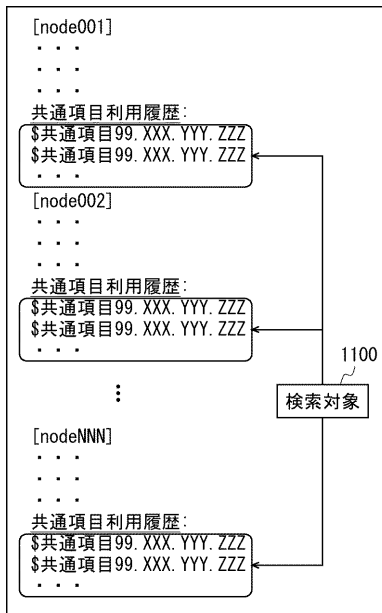 [node001]
・・・
・・・
・・・
共通項目利用履歴:
$共通項目99.XXX.YYY.ZZZ
$共通項目99.XXX.YYY.ZZZ
・・・
[node002]
・・・
・・・
・・・
共通項目利用履歴:
$共通項目99.XXX.YYY.ZZZ
$共通項目99.XXX.YYY.ZZZ
・・・
⋮
1100
検索対象
[nodeNNN]
・・・
・・・
・・・
共通項目利用履歴:
$共通項目99.XXX.YYY.ZZZ
$共通項目99.XXX.YYY.ZZZ
・・・